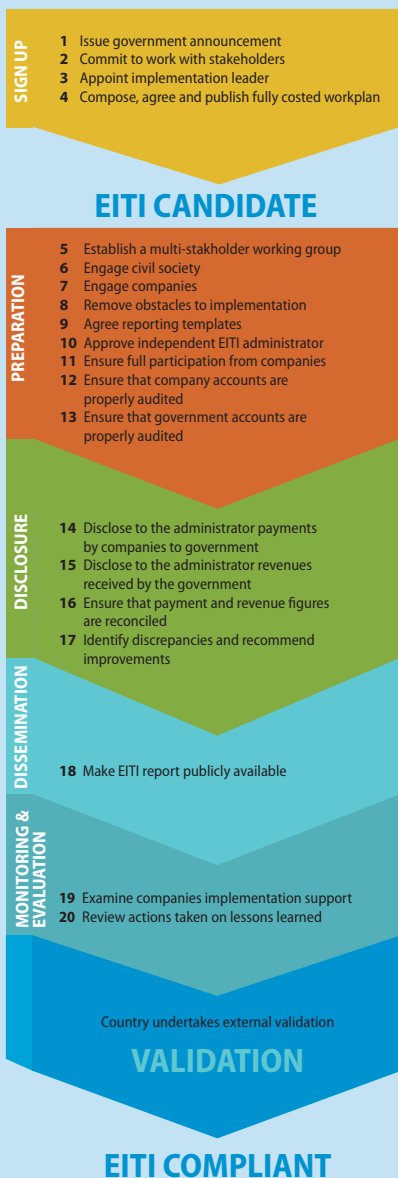 SIGN UP
1 Issue government announcement
2 Commit to work with stakeholders
3 Appoint implementation leader
4 Compose, agree and publish fully costed workplan
EITI CANDIDATE
PREPARATION
5 Establish a multi-stakholder working group
6 Engage civil society
7 Engage companies
8 Remove obstacles to implementation
9 Agree reporting templates
10 Approve independent EITI administrator
11 Ensure full participation from companies
12 Ensure that company accounts are
properly audited
13 Ensure that government accounts are
properly audited
DISCLOSURE
14 Disclose to the administrator payments
by companies to government
15 Disclose to the administrator revenues
received by the government
16 Ensure that payment and revenue figures
are reconciled
17 Identify discrepancies and recommend
improvements
DISSEMINATION
18 Make EITI report publicly available
MONITORING &
EVALUATION
19 Examine companies implementation support
20 Review actions taken on lessons learned
Country undertakes external validation
VALIDATION
EITI COMPLIANT